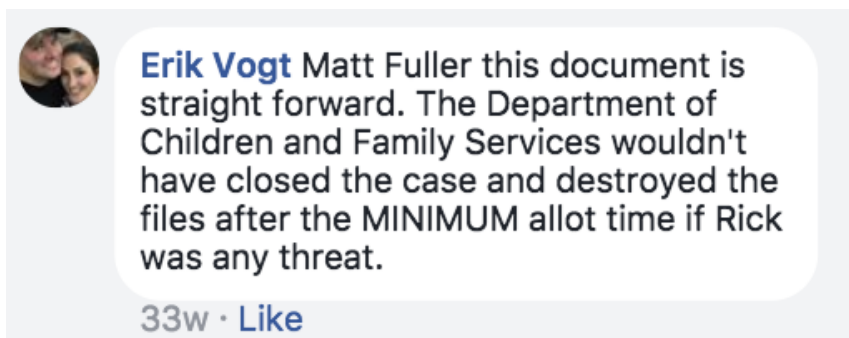 Erik Vogt Matt Fuller this document is
straight forward. The Department of
Children and Family Services wouldn't
have closed the case and destroyed the
files after the MINIMUM allot time if Rick
was any threat.
33w · Like